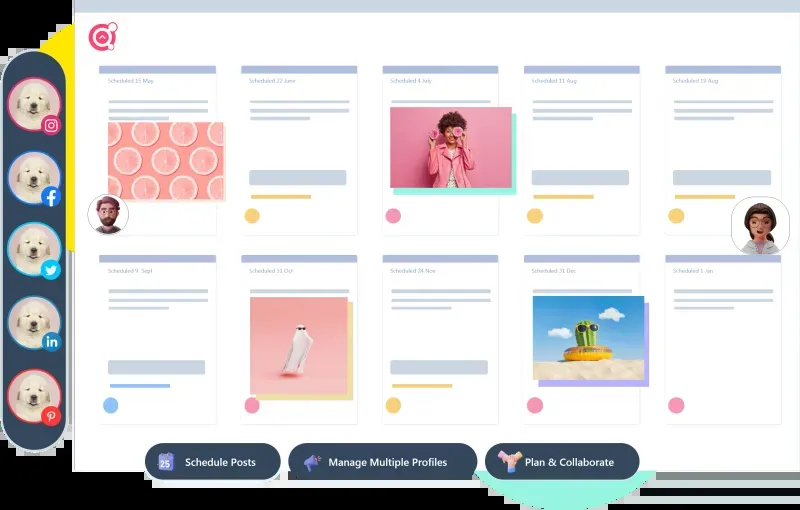 Scheduled 15 May
Scheduled 22 June
Scheduled 4 July
Scheduled 11 Aug
Scheduled 19 Aug
Scheduled 9 Sept
Scheduled 31 Oct
Scheduled 24 Nov
Scheduled 31 Dec
Scheduled 1 Jan
25
Schedule Posts
Manage Multiple Profiles
Plan & Collaborate